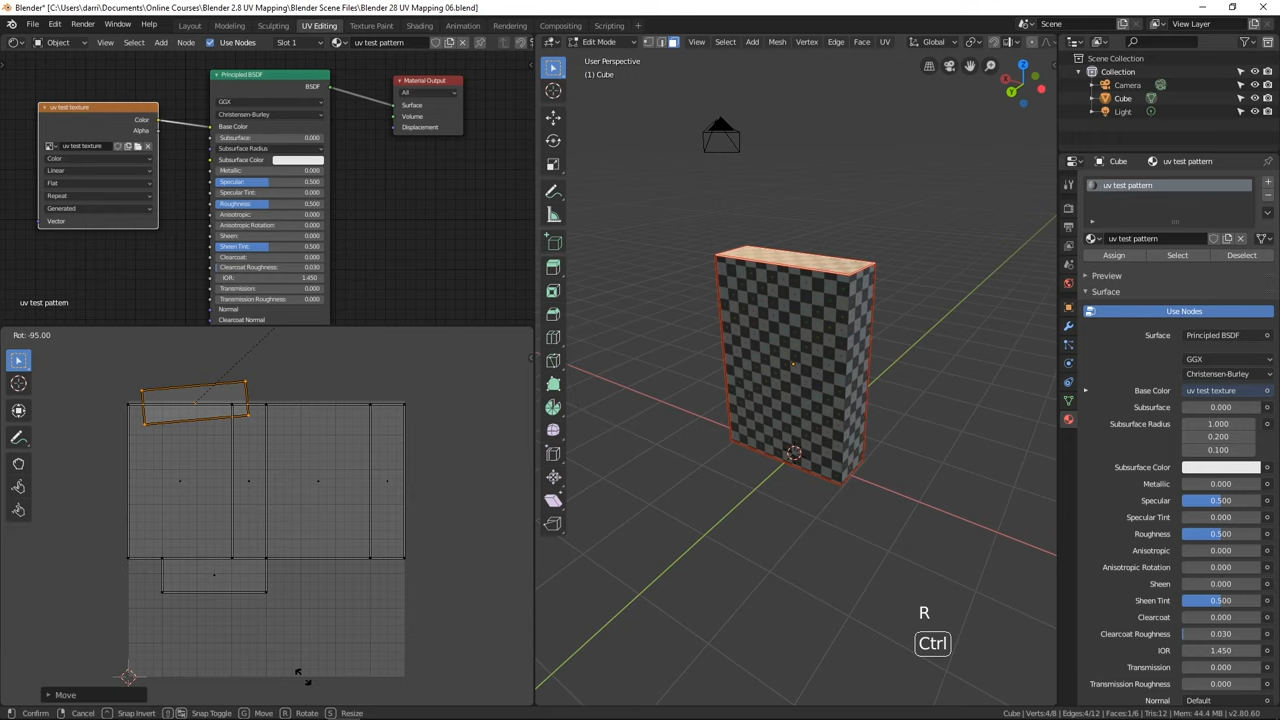 Blender* [C:\Users\darri\Documents\Online Courses\Blender 2.8 UV Mapping\Blender Scene Files\Blender 28 UV Mapping 06.blend]
File Edit Render Window Help Layout Modeling Sculpting UV Editing Texture Paint Shading Animation Rendering Compositing Scripting Scene View Layer
Object View Select Add Node Use Nodes Slot 1 uv test pattern
Edit Mode View Select Add Mesh Vertex Edge Face UV Global
User Perspective
(1) Cube
Scene Collection
Collection
Camera
Cube
Light
Principled BSDF
BSDF
GGX
Christensen-Burley
Base Color
Subsurface: 0.000
Subsurface Radius
Subsurface Color
Metallic: 0.000
Specular: 0.500
Specular Tint: 0.000
Roughness: 0.500
Anisotropic: 0.000
Anisotropic Rotation: 0.000
Sheen: 0.000
Sheen Tint: 0.500
Clearcoat: 0.000
Clearcoat Roughness: 0.030
IOR: 1.450
Transmission: 0.000
Transmission Roughness: 0.000
Normal
Clearcoat Normal
Material Output
All
Surface
Volume
Displacement
uv test texture
Color
Alpha
uv test texture
Color
Linear
Flat
Repeat
Generated
Vector
uv test pattern
Rot: -95.00
Move
R
Ctrl
Cube uv test pattern
uv test pattern
uv test pattern
Assign Select Deselect
Preview
Surface
Use Nodes
Surface: Principled BSDF
GGX
Christensen-Burley
Base Color uv test texture
Subsurface 0.000
Subsurface Radius 1.000
0.200
0.100
Subsurface Color
Metallic 0.000
Specular 0.500
Specular Tint 0.000
Roughness 0.500
Anisotropic 0.000
Anisotropic Rotation 0.000
Sheen 0.000
Sheen Tint 0.500
Clearcoat 0.000
Clearcoat Roughness 0.030
IOR 1.450
Transmission 0.000
Transmission Roughness 0.000
Normal Default
Confirm Cancel Snap Invert Snap Toggle G Move R Rotate S Resize Cube | Verts:4/8 | Edges:4/12 | Faces:1/6 | Tris:12 | Mem: 44.4 MB | v2.80.60